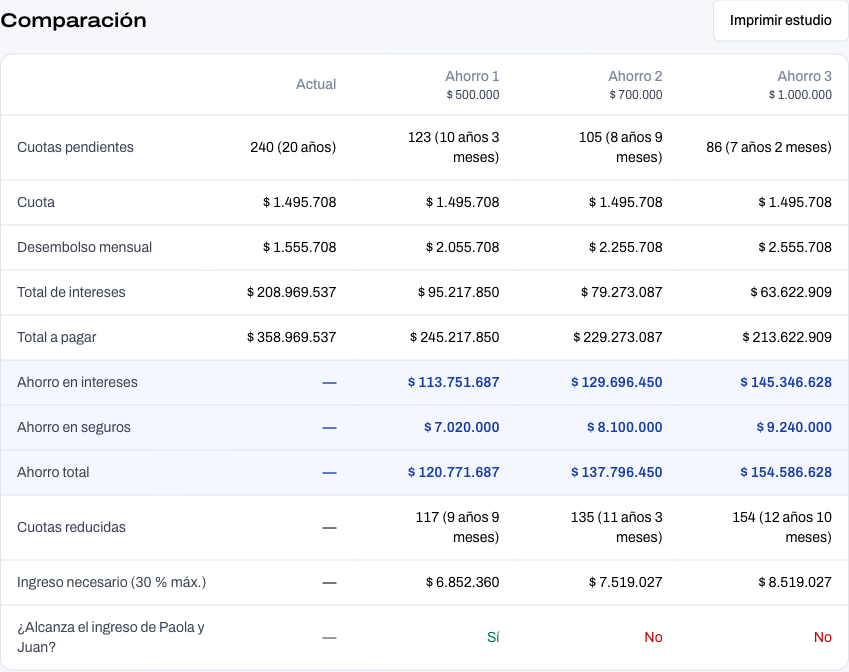 Comparación
Imprimir estudio
Actual
Ahorro 1
$ 500.000
Ahorro 2
$ 700.000
Ahorro 3
$ 1.000.000
Cuotas pendientes
240 (20 años)
123 (10 años 3
meses)
105 (8 años 9
meses)
86 (7 años 2 meses)
Cuota
$ 1.495.708
$ 1.495.708
$ 1.495.708
$ 1.495.708
Desembolso mensual
$ 1.555.708
$ 2.055.708
$ 2.255.708
$ 2.555.708
Total de intereses
$ 208.969.537
$ 95.217.850
$ 79.273.087
$ 63.622.909
Total a pagar
$ 358.969.537
$ 245.217.850
$ 229.273.087
$ 213.622.909
Ahorro en intereses
—
$ 113.751.687
$ 129.696.450
$ 145.346.628
Ahorro en seguros
—
$ 7.020.000
$ 8.100.000
$ 9.240.000
Ahorro total
—
$ 120.771.687
$ 137.796.450
$ 154.586.628
Cuotas reducidas
—
117 (9 años 9
meses)
135 (11 años 3
meses)
154 (12 años 10
meses)
Ingreso necesario (30 % máx.)
—
$ 6.852.360
$ 7.519.027
$ 8.519.027
¿Alcanza el ingreso de Paola y
Juan?
—
Sí
No
No